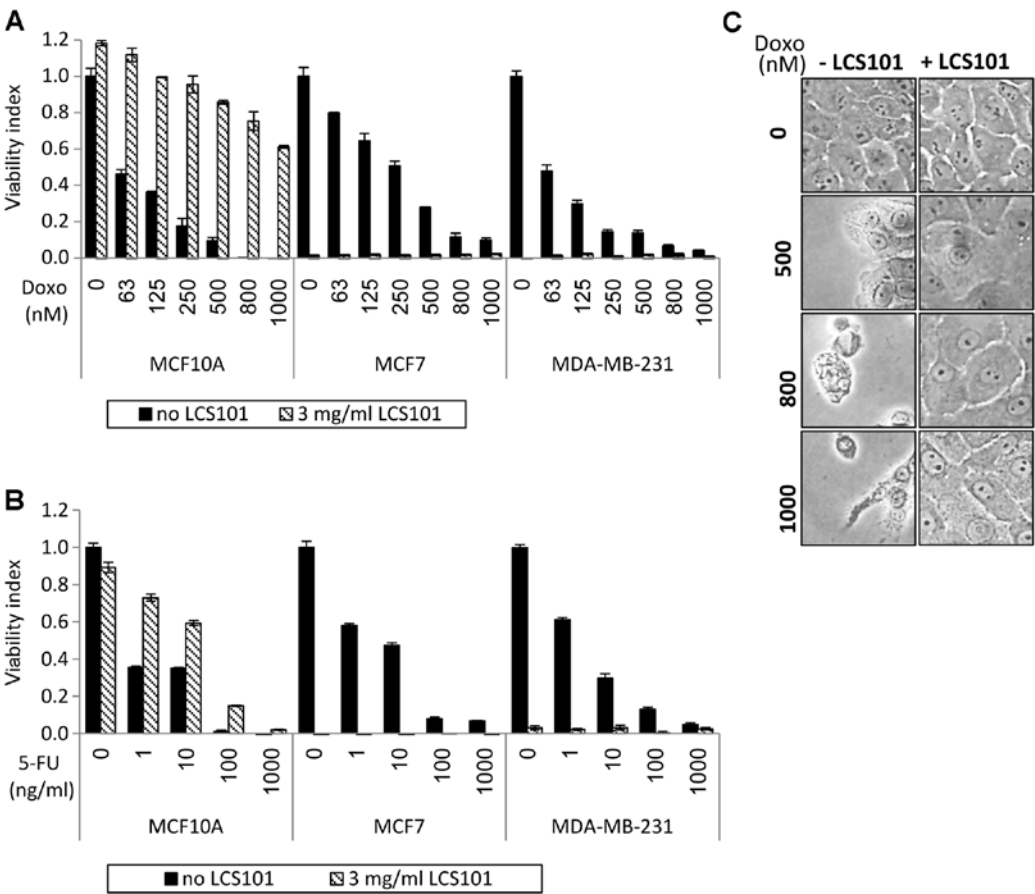 A
1.2
1.0
0.8
0.6
0.4
0.2
0.0
Viability index
Doxo
(nM)
0 63 125 250 500 800 1000 0 63 125 250 500 800 1000 0 63 125 250 500 800 1000
MCF10A MCF7 MDA-MB-231
no LCS101 3 mg/ml LCS101
B
1.2
1.0
0.8
0.6
0.4
0.2
0.0
Viability index
5-FU
(ng/ml)
0 1 10 100 1000 0 1 10 100 1000 0 1 10 100 1000
MCF10A MCF7 MDA-MB-231
no LCS101 3 mg/ml LCS101
C
Doxo
(nM) - LCS101 + LCS101
0
500
800
1000